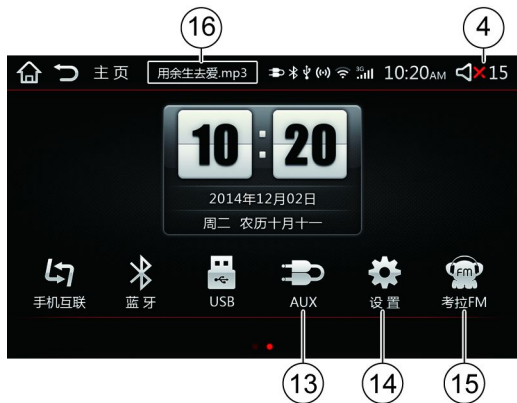 16 4
主页 用余生去爱.mp3 3G 10:20AM 15
10:20
2014年12月02日
周二 农历十月十一
FM
手机互联 蓝牙 USB AUX 设置 考拉FM
13 14 15